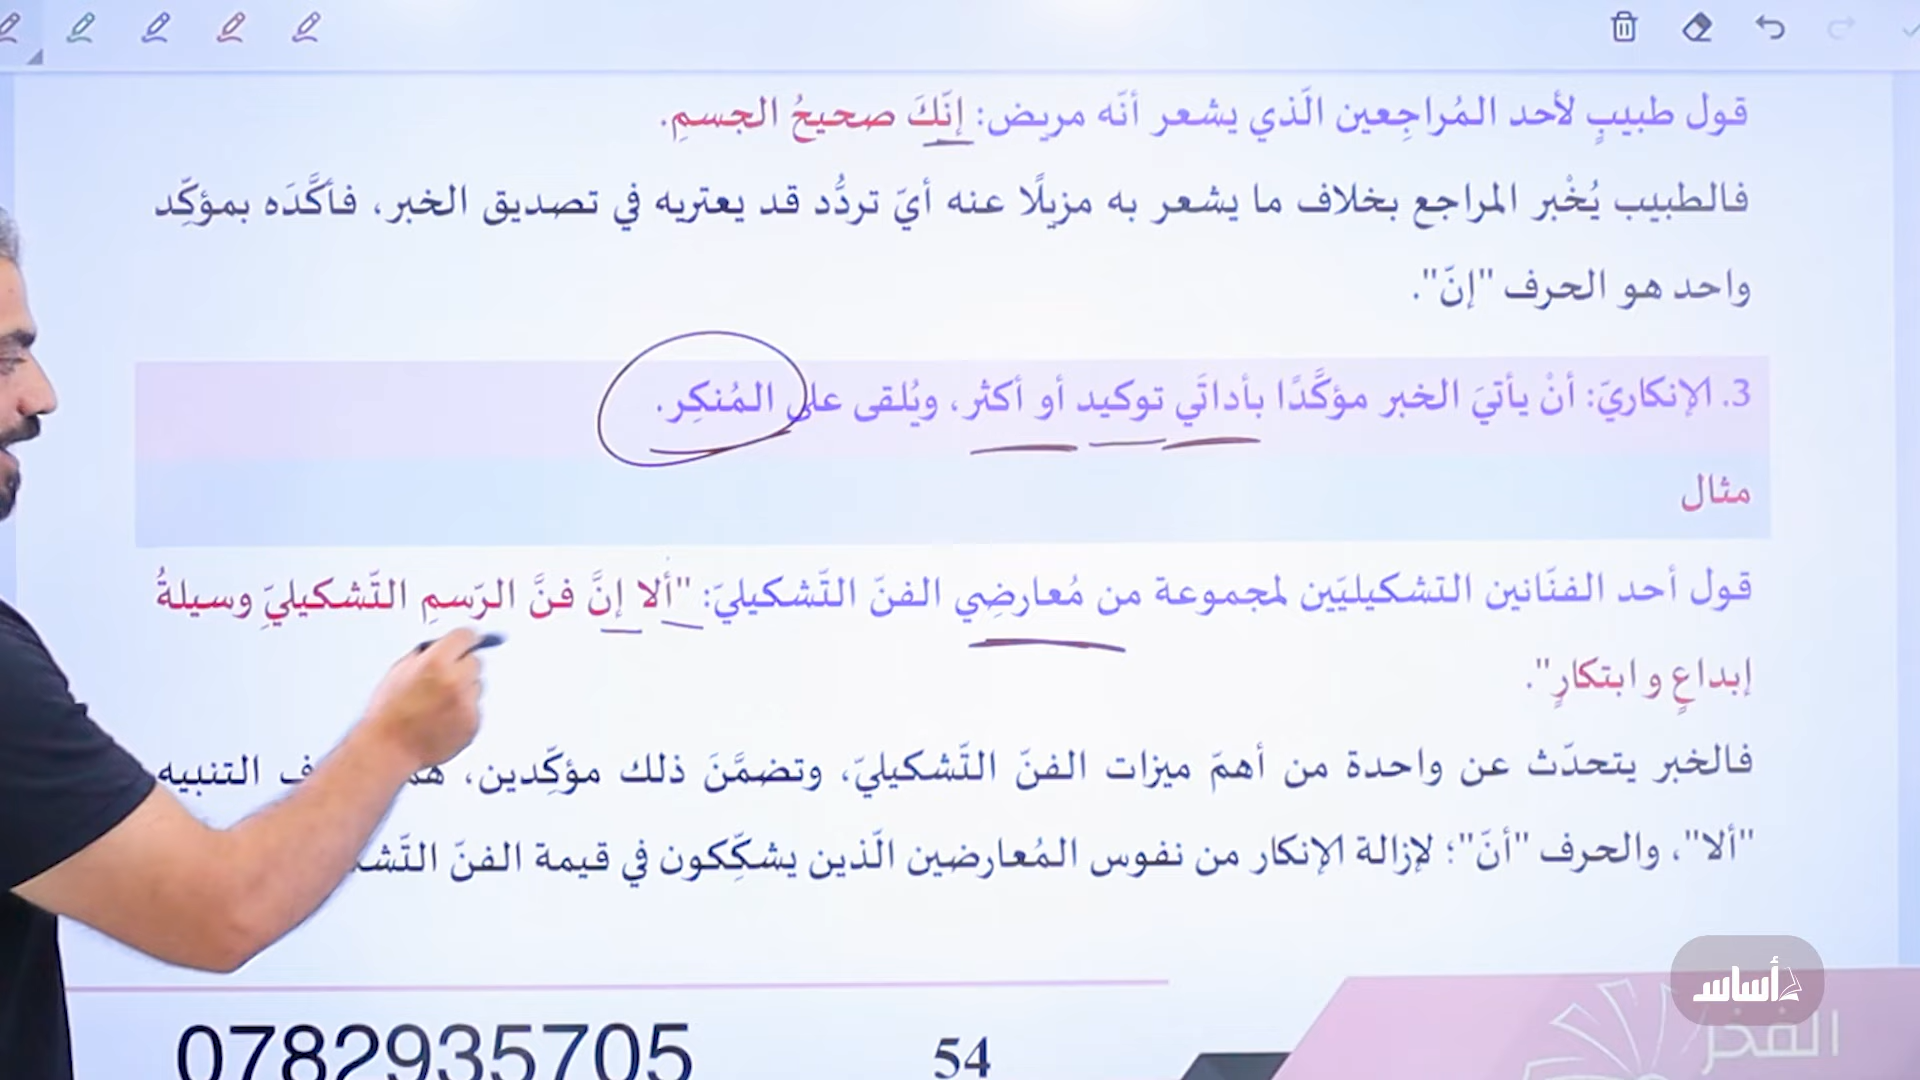 قول طبيبٍ لأحد المُراجِعين الّذي يشعر أنّه مريض: إنّكَ صحيحُ الجسمِ.
فالطبيب يُخْبر المراجع بخلاف ما يشعر به مزيلًا عنه أيّ تردُّد قد يعتريه في تصديق الخبر، فأكَّدَه بمؤكِّد
واحد هو الحرف "إنّ".
3. الإنكاريّ: أنْ يأتيَ الخبر مؤكَّدًا بأداتَي توكيد أو أكثر، ويُلقى على المُنكِر.
مثال
قول أحد الفنّانين التشكيليّين لمجموعة من مُعارضِي الفنّ التّشكيليّ: "ألا إنَّ فنَّ الرّسمِ التّشكيليِّ وسيلةُ
إبداعٍ وابتكارٍ".
فالخبر يتحدّث عن واحدة من أهمّ ميزات الفنّ التّشكيليّ، وتضمَّنَ ذلك مؤكِّدين، التنبيه
"ألا"، والحرف "أنّ"؛ لإزالة الإنكار من نفوس المُعارضين الّذين يشكِّكون في قيمة الفنّ
أساس
الفخر
54
0782935705